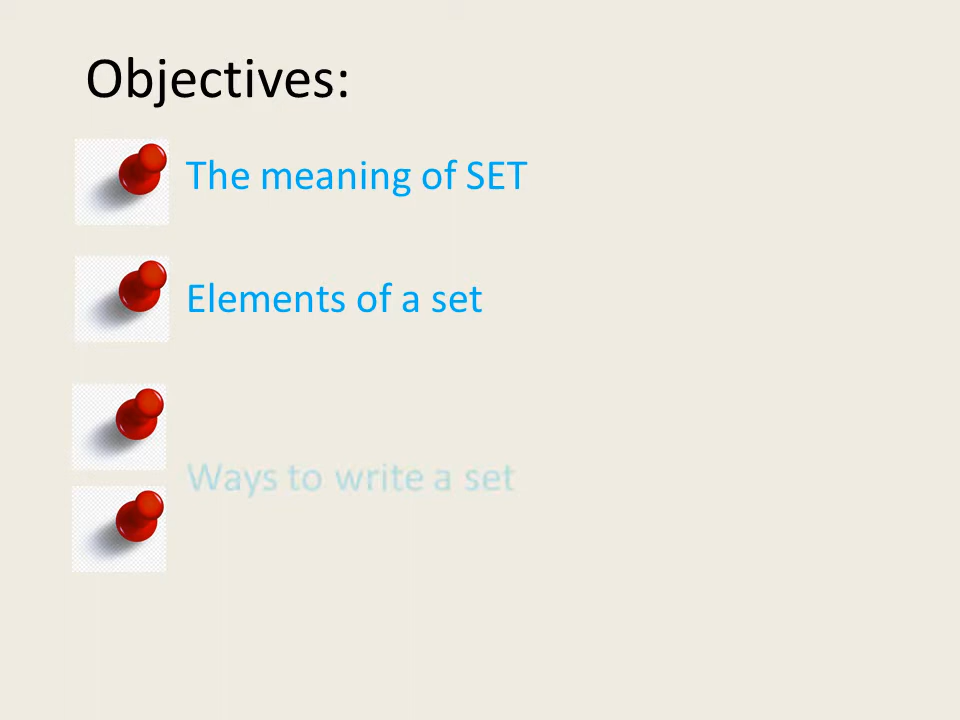 Objectives:
The meaning of SET
Elements of a set
Ways to write a set